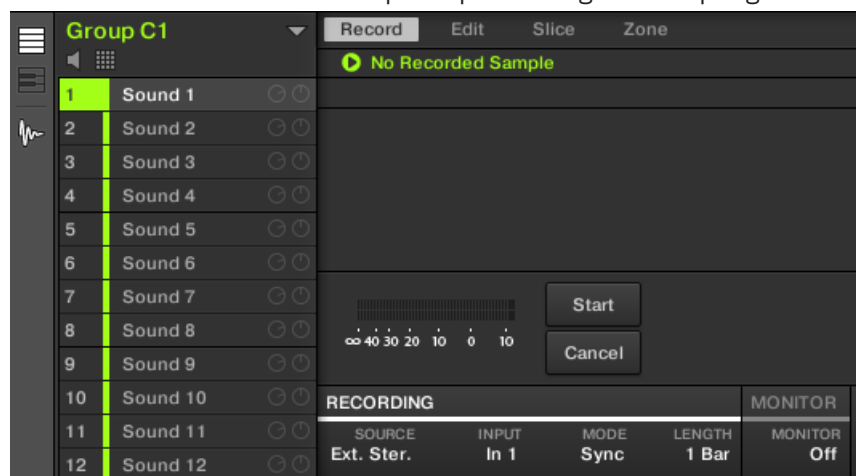 Group C1
1 Sound 1
2 Sound 2
3 Sound 3
4 Sound 4
5 Sound 5
6 Sound 6
7 Sound 7
8 Sound 8
9 Sound 9
10 Sound 10
11 Sound 11
12 Sound 12
Record Edit Slice Zone
No Recorded Sample
∞ 40 30 20 10 0 10
Start
Cancel
RECORDING MONITOR
SOURCE INPUT MODE LENGTH MONITOR
Ext. Ster. In 1 Sync 1 Bar Off